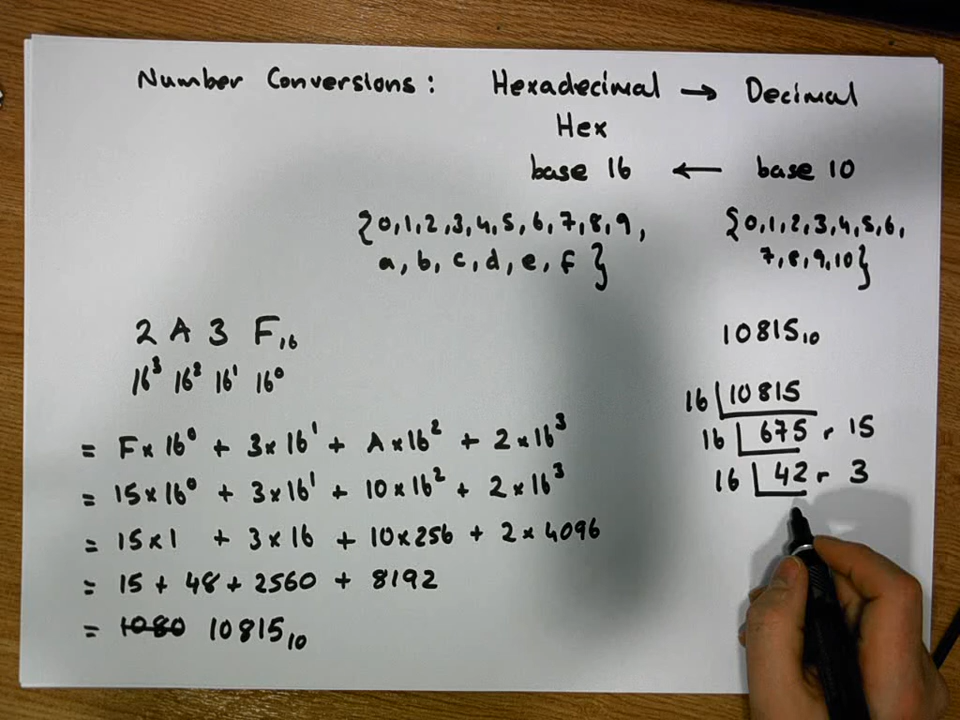 Number Conversions: Hexadecimal → Decimal
Hex
base 16 ← base 10
{0,1,2,3,4,5,6,7,8,9,
a, b, c, d, e, f}
{0,1,2,3,4,5,6,
7,8,9,10}
2 A 3 F₁₆
16³ 16² 16¹ 16⁰
= F × 16⁰ + 3 × 16¹ + A × 16² + 2 × 16³
= 15 × 16⁰ + 3 × 16¹ + 10 × 16² + 2 × 16³
= 15 × 1 + 3 × 16 + 10 × 256 + 2 × 4096
= 15 + 48 + 2560 + 8192
= 1080 10815₁₀
10815₁₀
16 | 10815
16 | 675 r 15
16 | 42 r 3